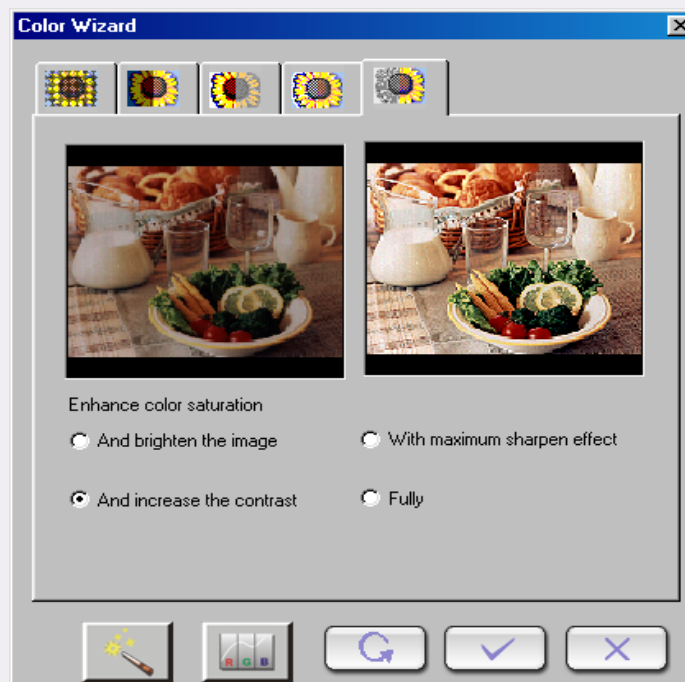 Color Wizard
Enhance color saturation
And brighten the image
With maximum sharpen effect
And increase the contrast
Fully
R G B